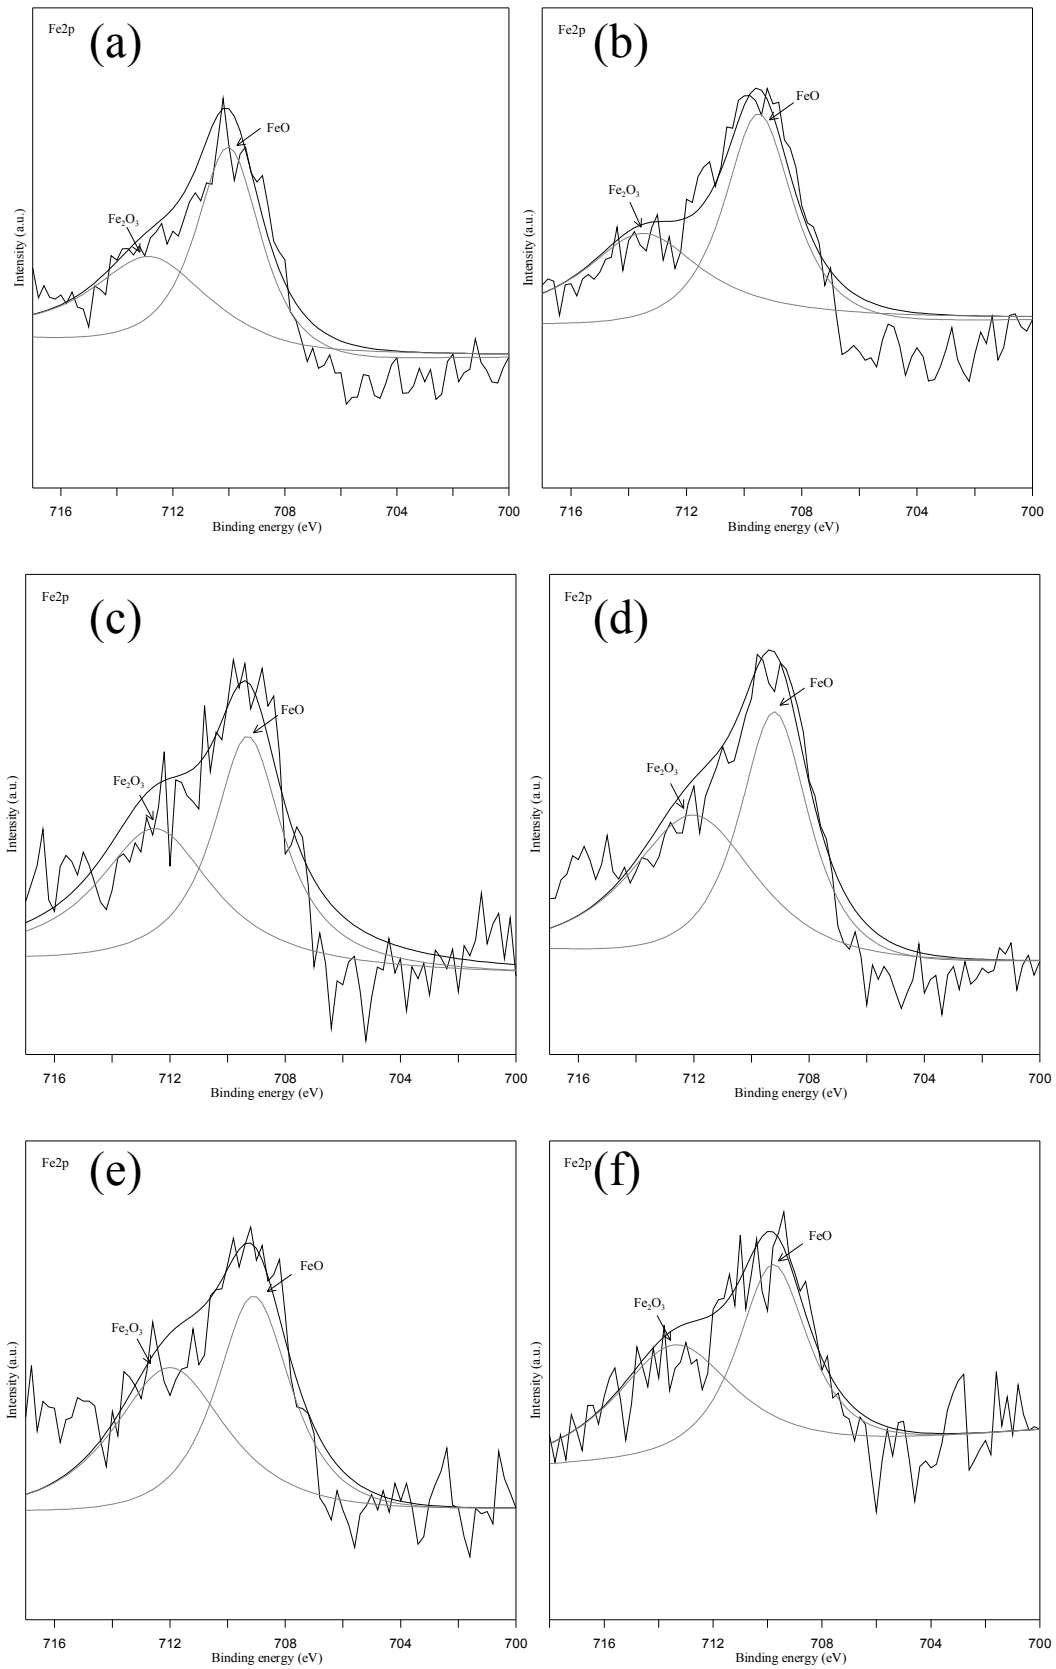 Fe2p (a)
FeO
Fe₂O₃
Intensity (a.u.)
716 712 708 704 700
Binding energy (eV)
Fe2p (b)
FeO
Fe₂O₃
Intensity (a.u.)
716 712 708 704 700
Binding energy (eV)
Fe2p (c)
FeO
Fe₂O₃
Intensity (a.u.)
716 712 708 704 700
Binding energy (eV)
Fe2p (d)
FeO
Fe₂O₃
Intensity (a.u.)
716 712 708 704 700
Binding energy (eV)
Fe2p (e)
FeO
Fe₂O₃
Intensity (a.u.)
716 712 708 704 700
Binding energy (eV)
Fe2p (f)
FeO
Fe₂O₃
Intensity (a.u.)
716 712 708 704 700
Binding energy (eV)